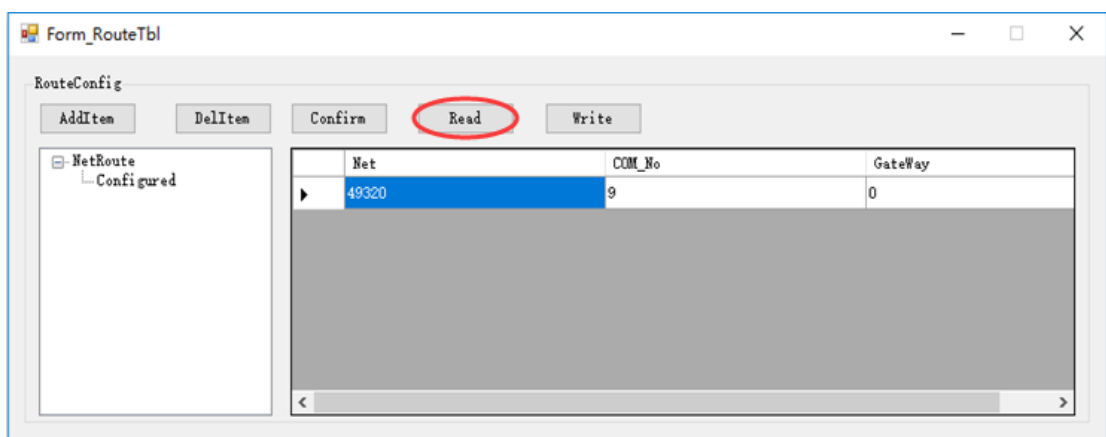 Form_RouteTbl
RouteConfig
AddItem DelItem Confirm Read Write
NetRoute
Configured
Net COM_No GateWay
49320 9 0